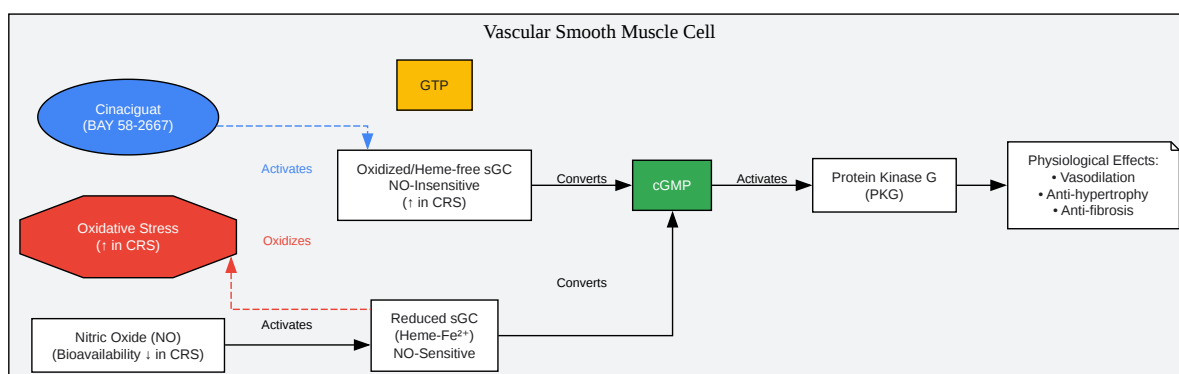 Vascular Smooth Muscle Cell
GTP
Cinaciguat
(BAY 58-2667)
Activates
Oxidized/Heme-free sGC
NO-Insensitive
(↑ in CRS)
Converts
cGMP
Activates
Protein Kinase G
(PKG)
Physiological Effects:
• Vasodilation
• Anti-hypertrophy
• Anti-fibrosis
Oxidative Stress
(↑ in CRS)
Oxidizes
Converts
Nitric Oxide (NO)
(Bioavailability ↓ in CRS)
Activates
Reduced sGC
(Heme-Fe²⁺)
NO-Sensitive